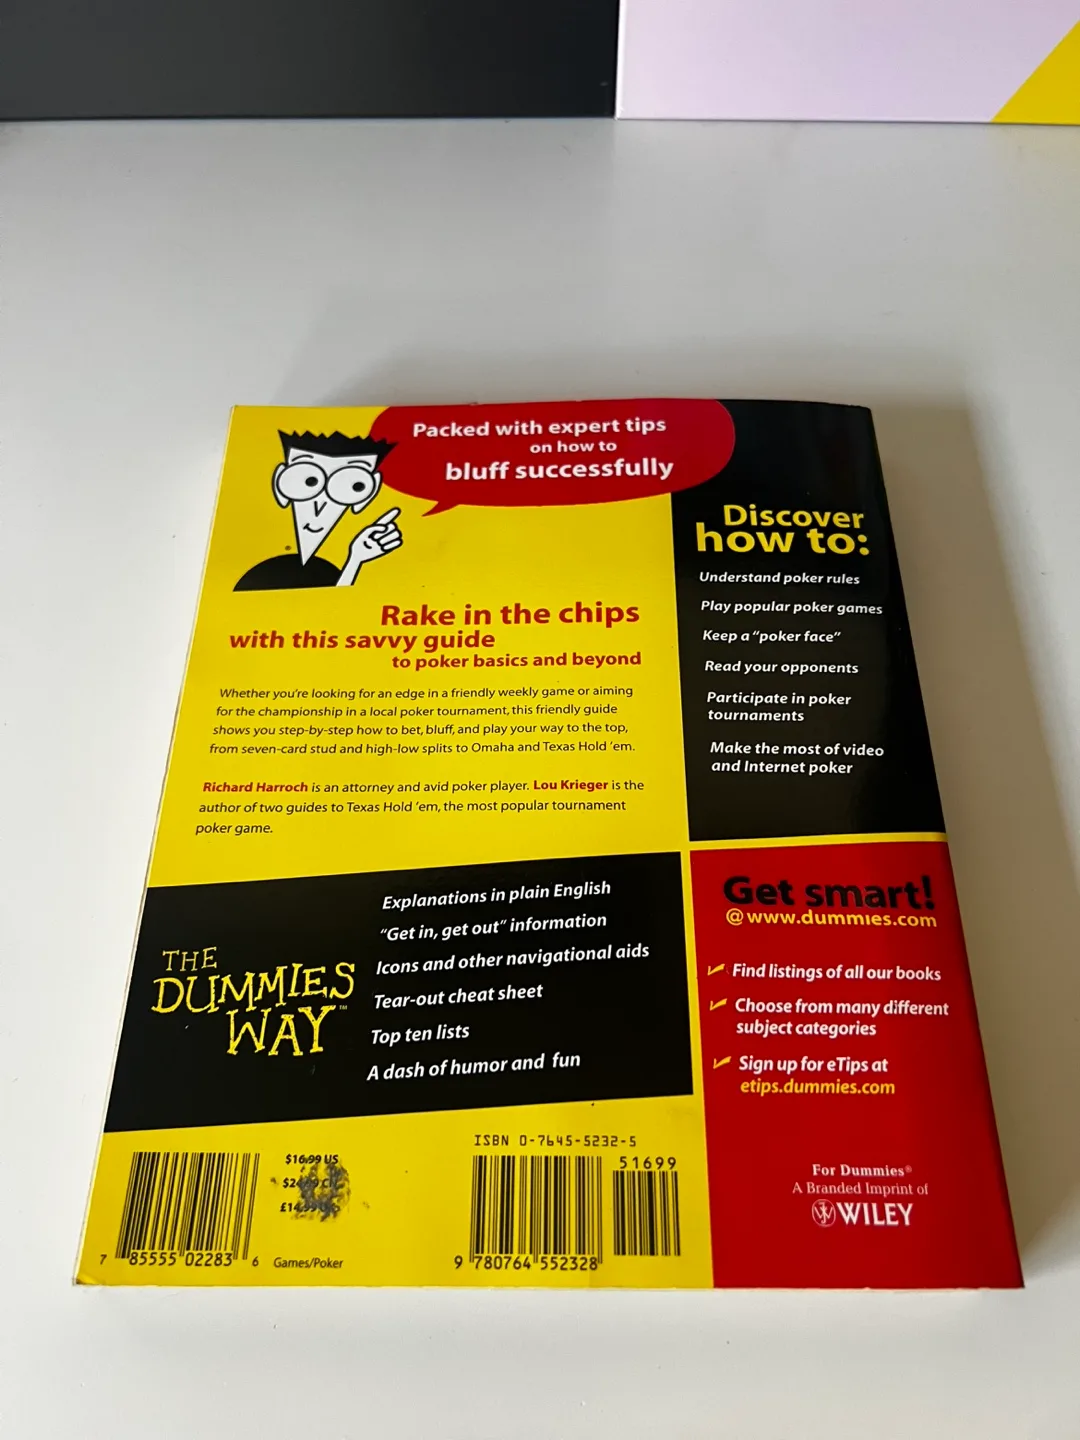 Packed with expert tips
on how to
bluff successfully
Rake in the chips
with this savvy guide
to poker basics and beyond
Whether you're looking for an edge in a friendly weekly game or aiming
for the championship in a local poker tournament, this friendly guide
shows you step-by-step how to bet, bluff, and play your way to the top,
from seven-card stud and high-low splits to Omaha and Texas Hold 'em.
Richard Harroch is an attorney and avid poker player. Lou Krieger is the
author of two guides to Texas Hold 'em, the most popular tournament
poker game.
Discover
how to:
Understand poker rules
Play popular poker games
Keep a "poker face"
Read your opponents
Participate in poker
tournaments
Make the most of video
and Internet poker
THE
DUMMIES
WAY™
Explanations in plain English
"Get in, get out" information
Icons and other navigational aids
Tear-out cheat sheet
Top ten lists
A dash of humor and fun
Get smart!
@www.dummies.com
Find listings of all our books
Choose from many different
subject categories
Sign up for eTips at
etips.dummies.com
$16.99 US
7 85555 02283 6
Games/Poker
ISBN 0-7645-5232-5
51699
9 780764 552328
For Dummies®
A Branded Imprint of
WILEY